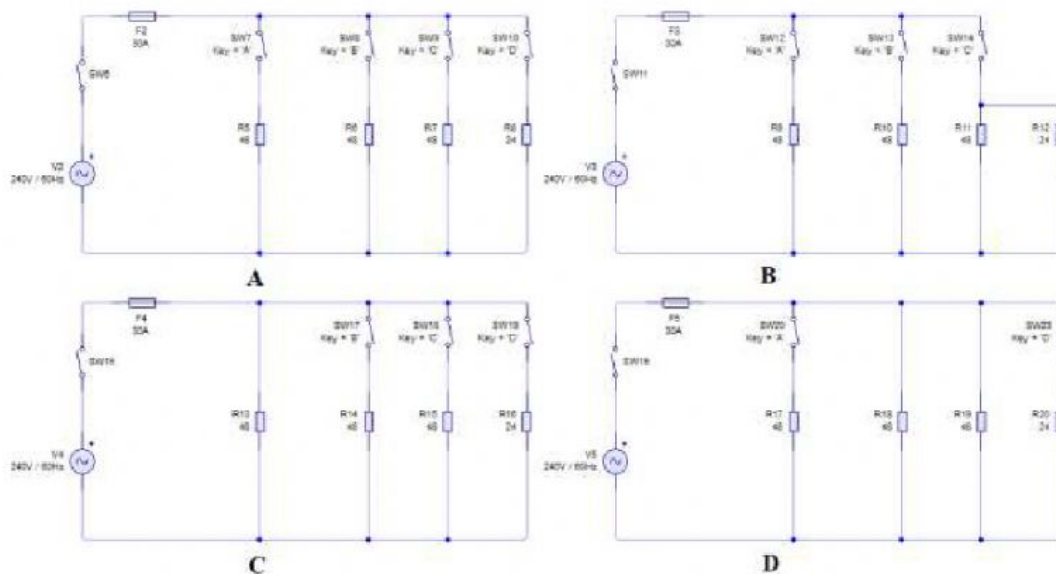 F2
30A
SW6
SW7
Key = 'A'
SW8
Key = 'B'
SW9
Key = 'C'
SW10
Key = 'D'
R5
48
R6
48
R7
48
R8
24
V2
240V / 60Hz
A
F3
30A
SW11
SW12
Key = 'A'
SW13
Key = 'B'
SW14
Key = 'C'
R9
48
R10
48
R11
48
R12
24
V3
240V / 60Hz
B
F4
35A
SW17
Key = 'B'
SW18
Key = 'C'
SW19
Key = 'D'
R13
48
R14
48
R15
48
R16
24
V4
240V / 60Hz
C
F5
35A
SW20
Key = 'A'
SW23
Key = 'D'
R17
48
R18
48
R19
48
R20
24
V5
240V / 60Hz
D